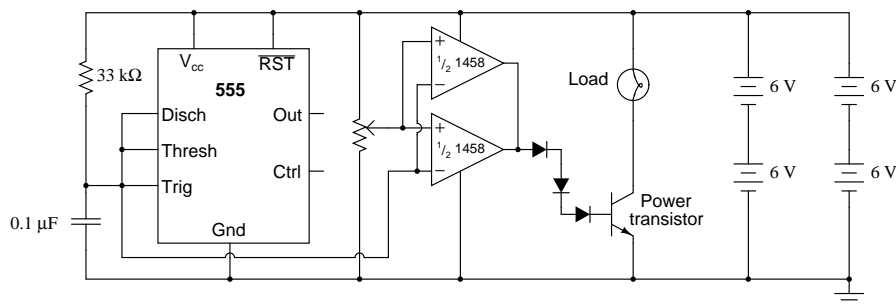 33 kΩ
0.1 µF
Vcc
RST
555
Disch
Thresh
Trig
Out
Ctrl
Gnd
+
1/2 1458
−
+
1/2 1458
−
Load
Power
transistor
6 V
6 V
6 V
6 V